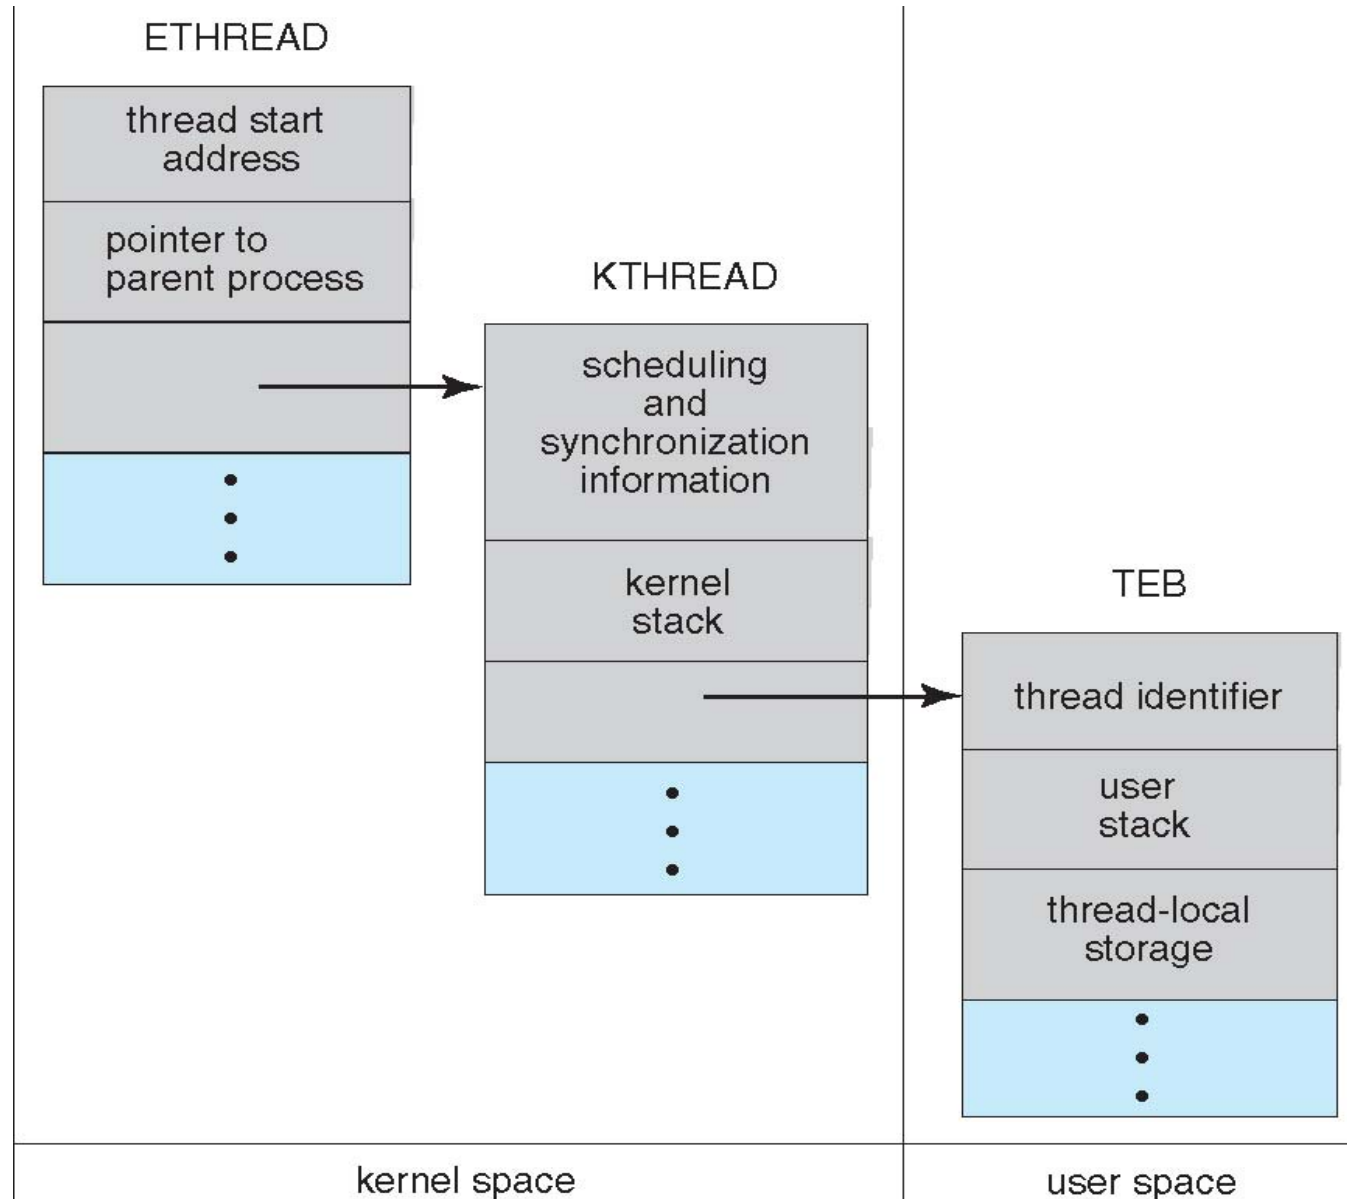 ETHREAD
thread start
address
pointer to
parent process
KTHREAD
scheduling
and
synchronization
information
kernel
stack
TEB
thread identifier
user
stack
thread-local
storage
kernel space
user space